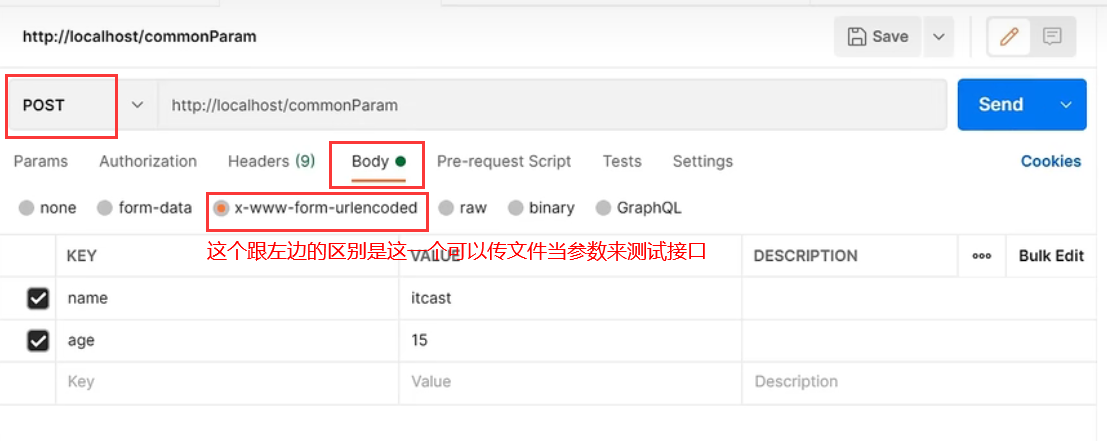 http://localhost/commonParam
Save
POST
http://localhost/commonParam
Send
Params Authorization Headers (9) Body Pre-request Script Tests Settings Cookies
none form-data x-www-form-urlencoded raw binary GraphQL
这个跟左边的区别是这一个可以传文件当参数来测试接口
KEY VALUE DESCRIPTION ooo Bulk Edit
name itcast
age 15
Key Value Description